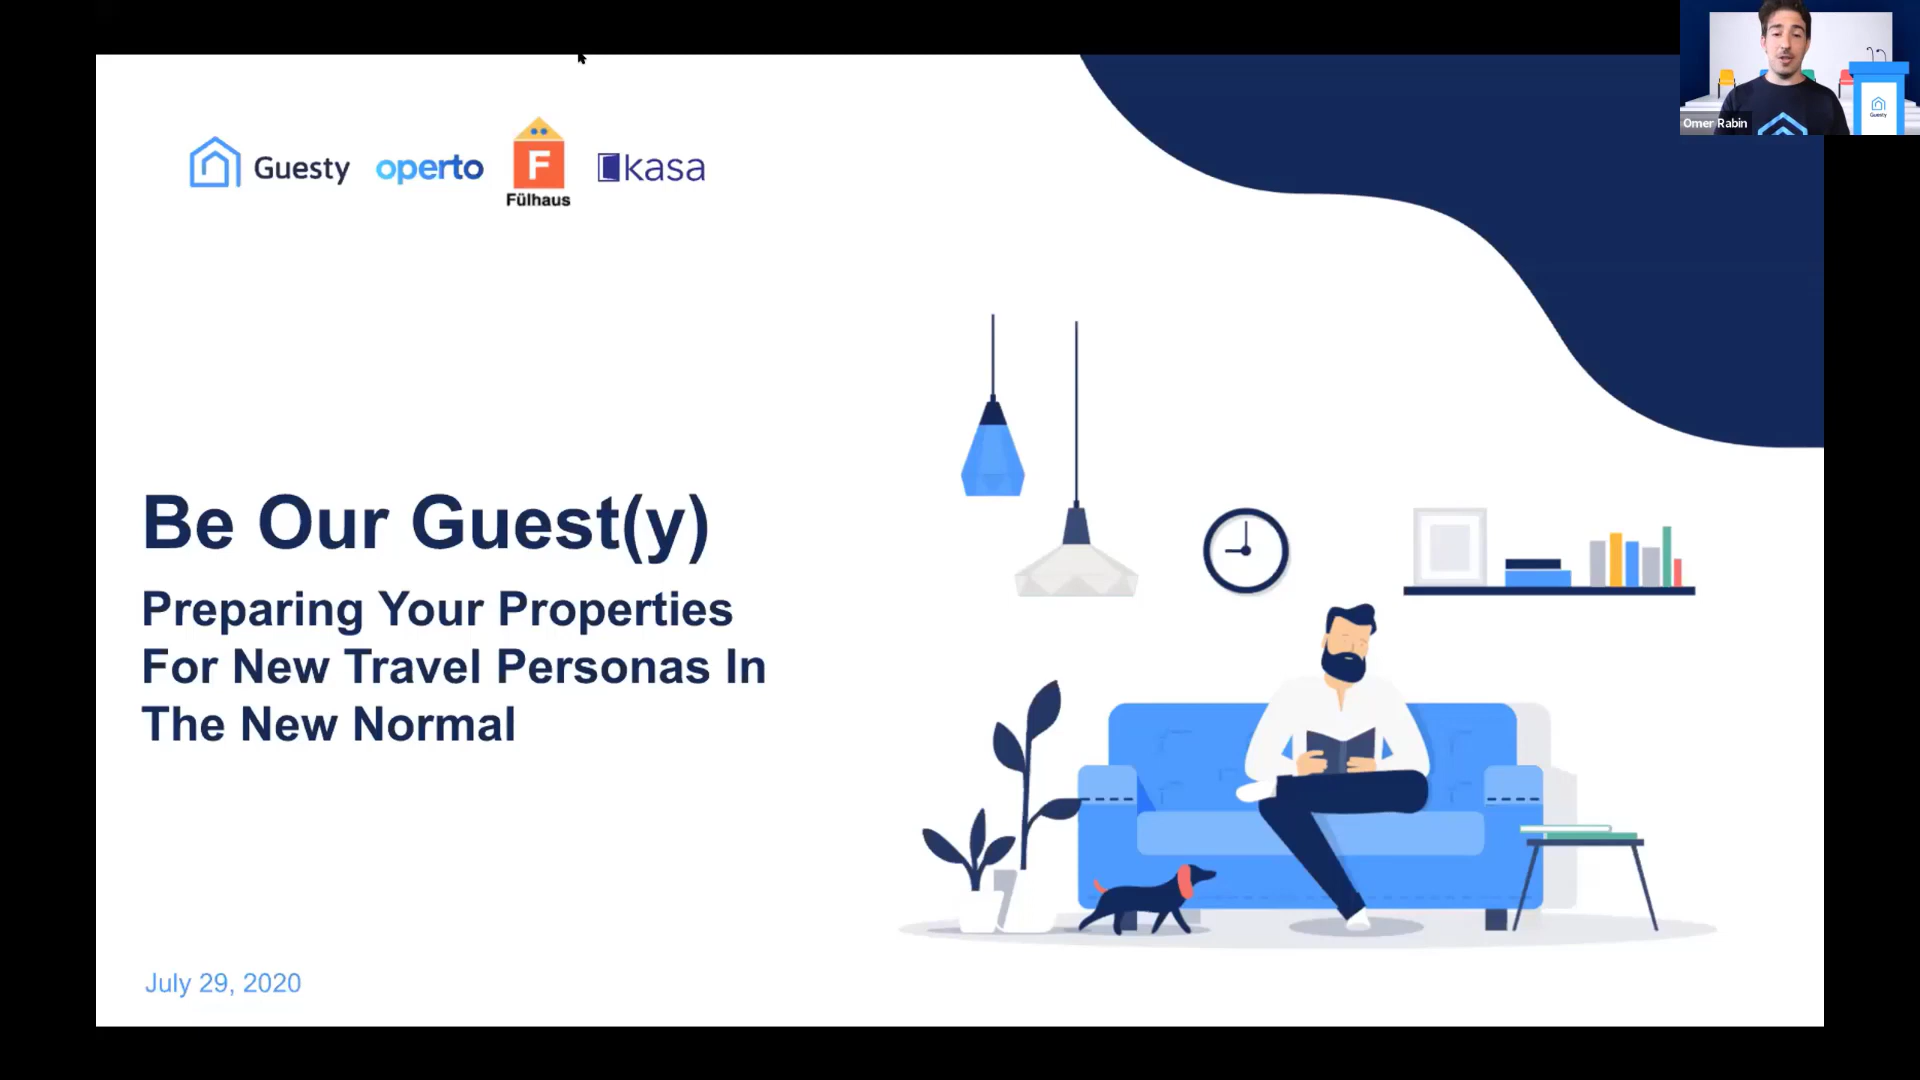 Guesty
operto
F
Fülhaus
kasa
Omer Rabin
Guesty
Be Our Guest(y)
Preparing Your Properties
For New Travel Personas In
The New Normal
July 29, 2020